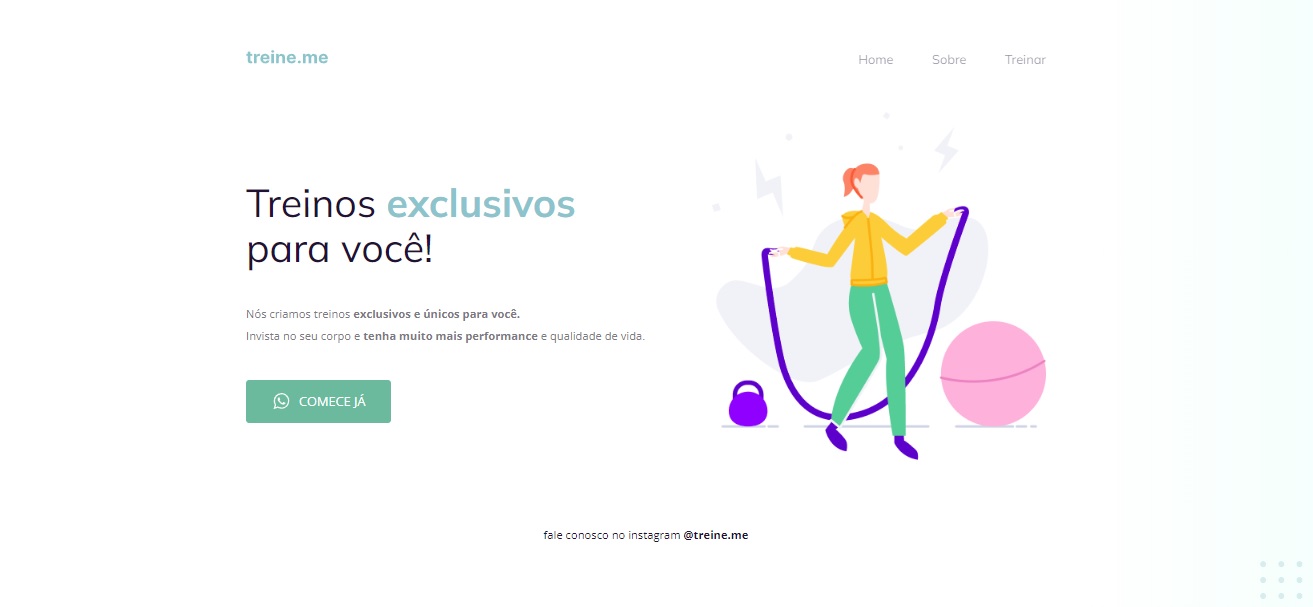 treine.me
Home Sobre Treinar
Treinos exclusivos
para você!
Nós criamos treinos exclusivos e únicos para você.
Invista no seu corpo e tenha muito mais performance e qualidade de vida.
COMECE JÁ
fale conosco no instagram @treine.me